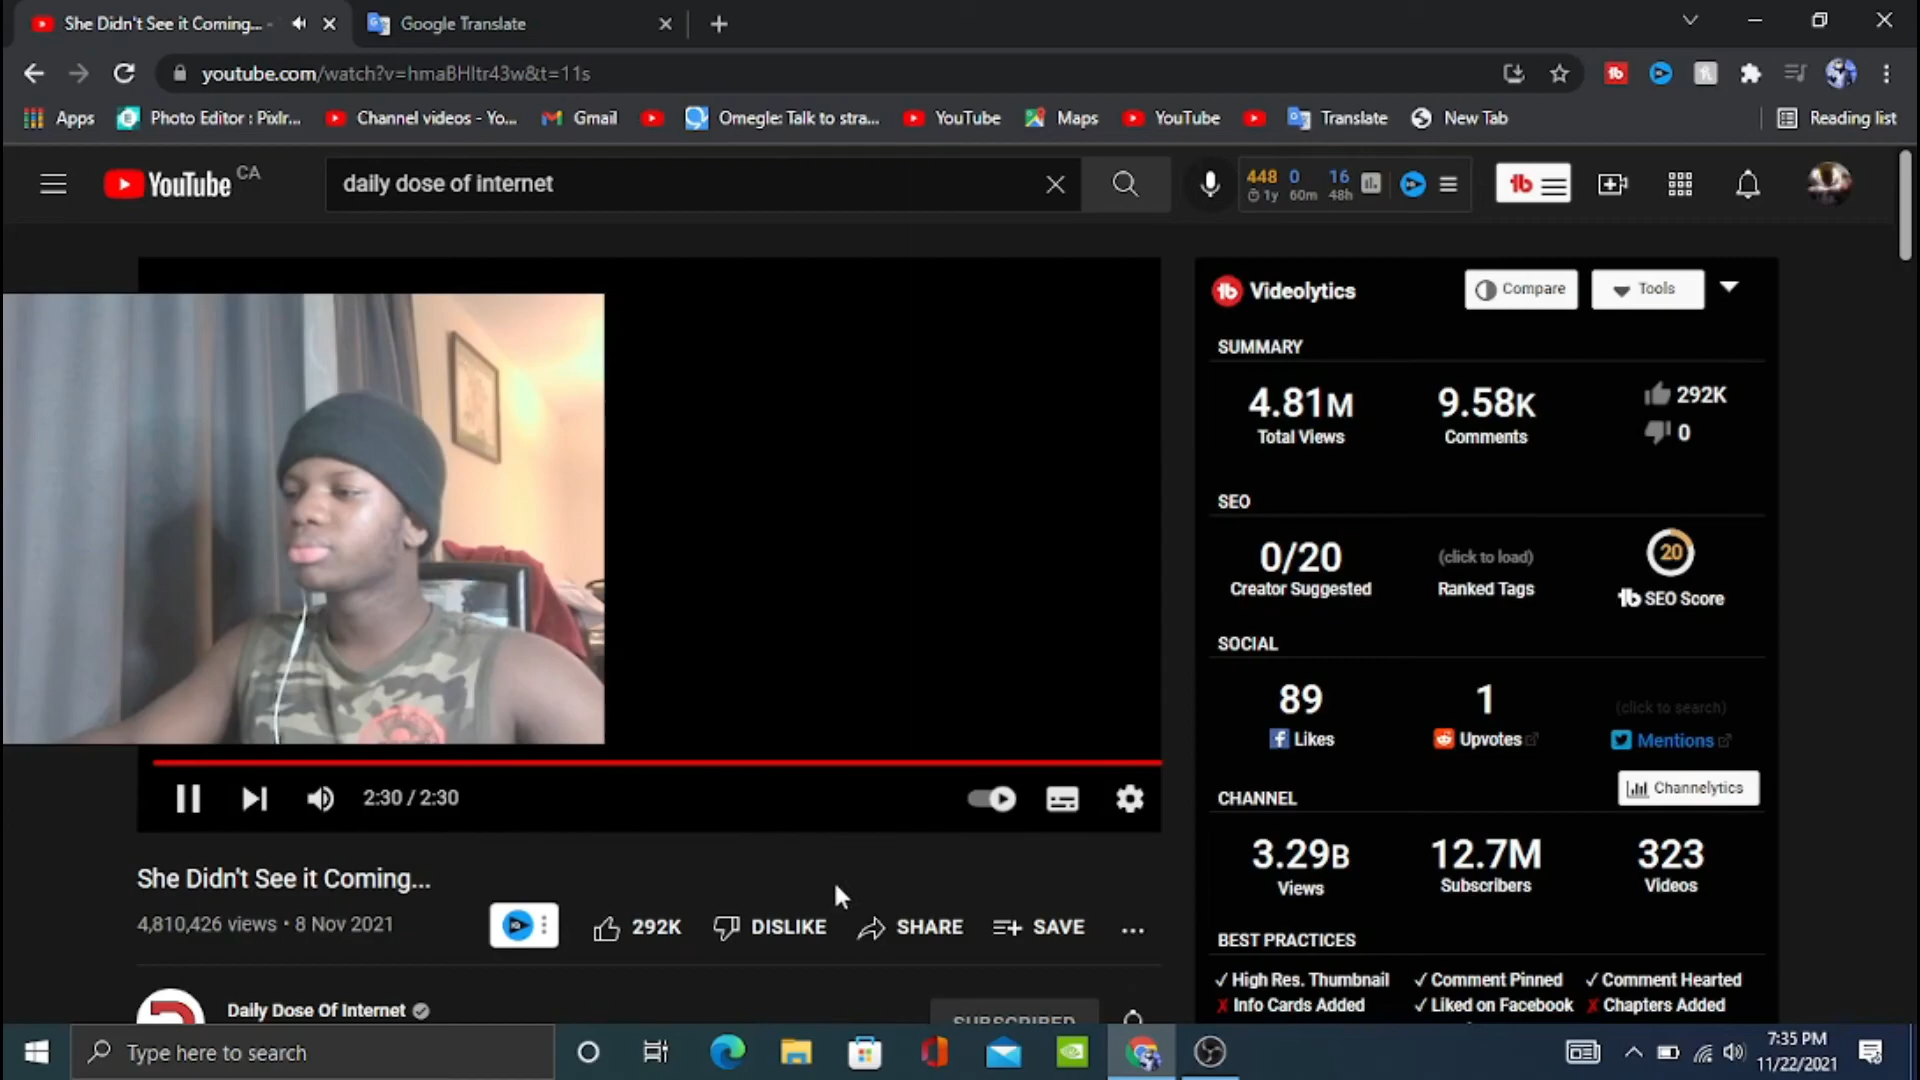 She Didn't See it Coming... -
Google Translate
youtube.com/watch?v=hmaBHItr43w&t=11s
Apps
Photo Editor : Pixlr...
Channel videos - Yo...
Gmail
Omegle: Talk to stra...
YouTube
Maps
YouTube
Translate
New Tab
Reading list
YouTube CA
daily dose of internet
448 0 16
1y 60m 48h
Videolytics
Compare
Tools
SUMMARY
4.81M
Total Views
9.58K
Comments
292K
0
SEO
0/20
Creator Suggested
(click to load)
Ranked Tags
20
SEO Score
SOCIAL
89
Likes
1
Upvotes
(click to search)
Mentions
CHANNEL
Channelytics
3.29B
Views
12.7M
Subscribers
323
Videos
BEST PRACTICES
✓ High Res. Thumbnail ✓ Comment Pinned ✓ Comment Hearted
✗ Info Cards Added ✓ Liked on Facebook ✗ Chapters Added
2:30 / 2:30
She Didn't See it Coming...
4,810,426 views • 8 Nov 2021
292K
DISLIKE
SHARE
SAVE
Daily Dose Of Internet
SUBSCRIBED
Type here to search
7:35 PM
11/22/2021